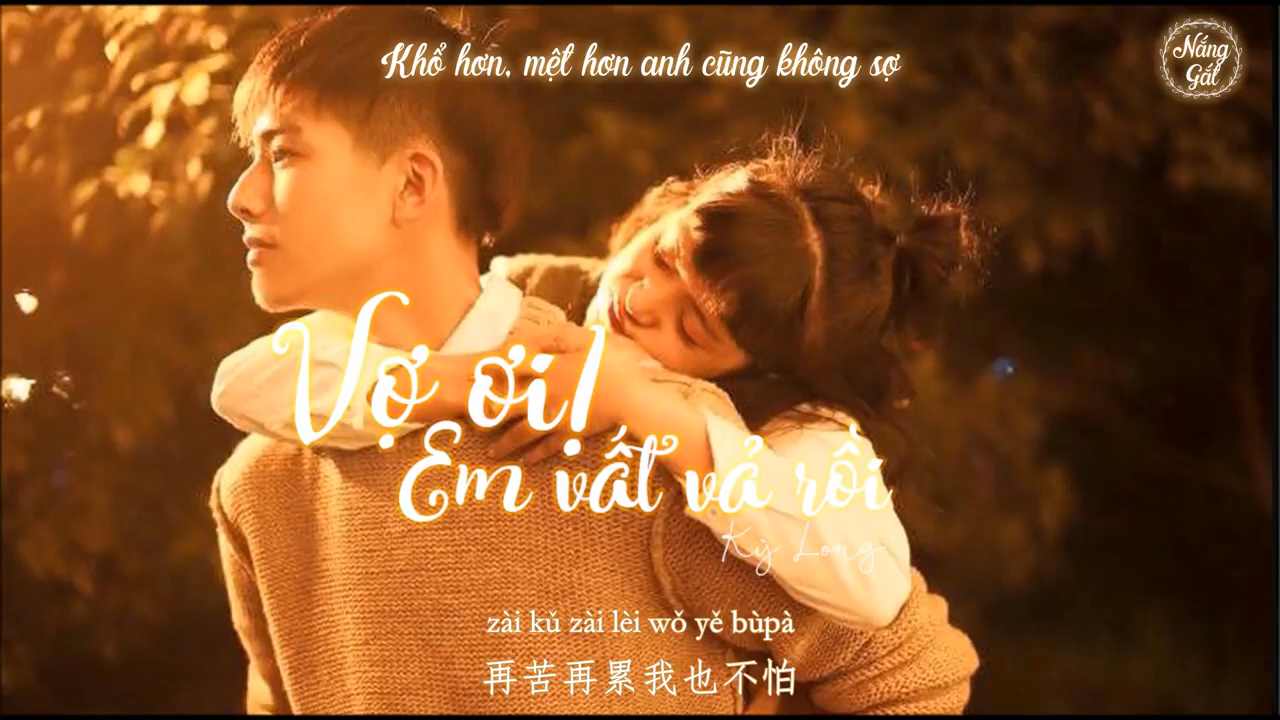 Khổ hơn, mệt hơn anh cũng không sợ
Nắng
Gắt
Vợ ơi!
Em vất vả rồi
Kỳ Long
zài kǔ zài lèi wǒ yě bùpà
再苦再累我也不怕